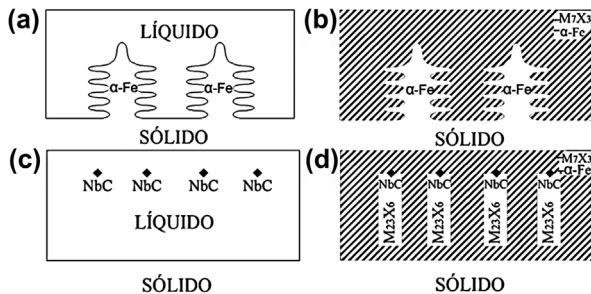 (a)
LÍQUIDO
α-Fe α-Fe
SÓLIDO
(b)
M7X3
α-Fe
α-Fe α-Fe
SÓLIDO
(c)
NbC NbC NbC NbC
LÍQUIDO
SÓLIDO
(d)
M7X3
α-Fe
NbC NbC NbC NbC
M23X6 M23X6 M23X6 M23X6
SÓLIDO